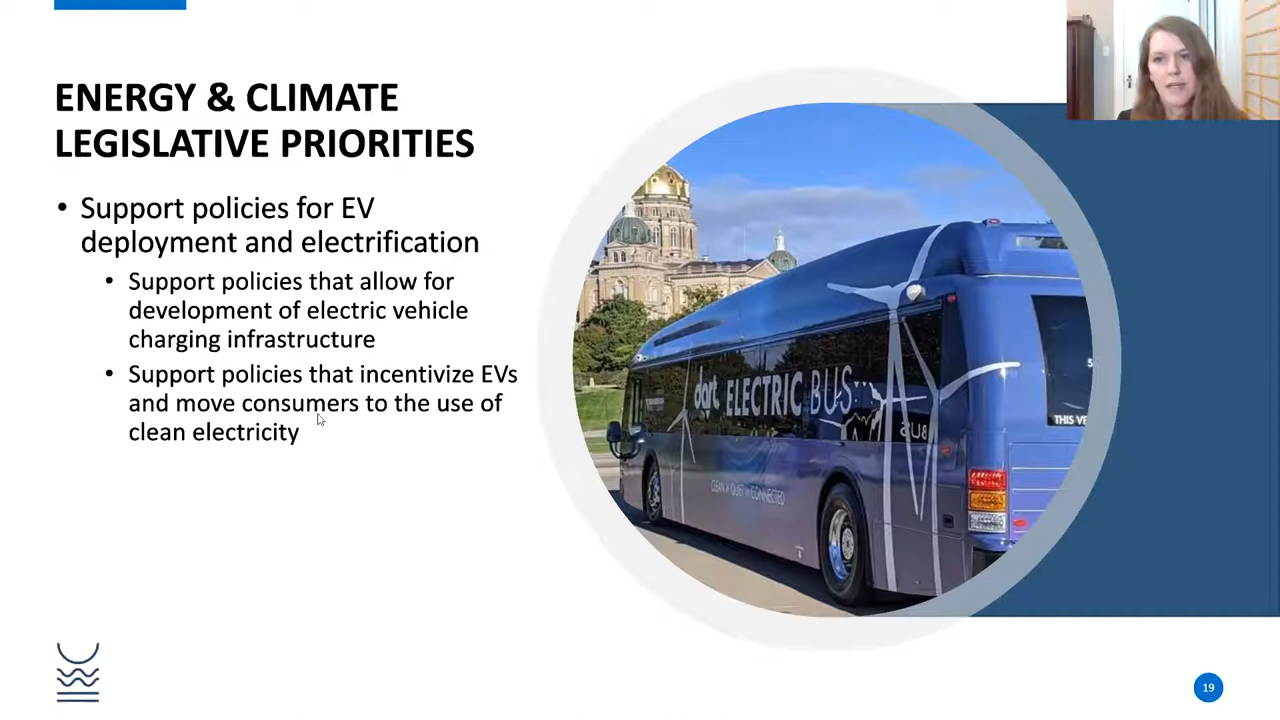 ENERGY & CLIMATE
LEGISLATIVE PRIORITIES
• Support policies for EV
deployment and electrification
• Support policies that allow for
development of electric vehicle
charging infrastructure
• Support policies that incentivize EVs
and move consumers to the use of
clean electricity
dart ELECTRIC BUS
BUS
CONNECTED
THIS VE
19